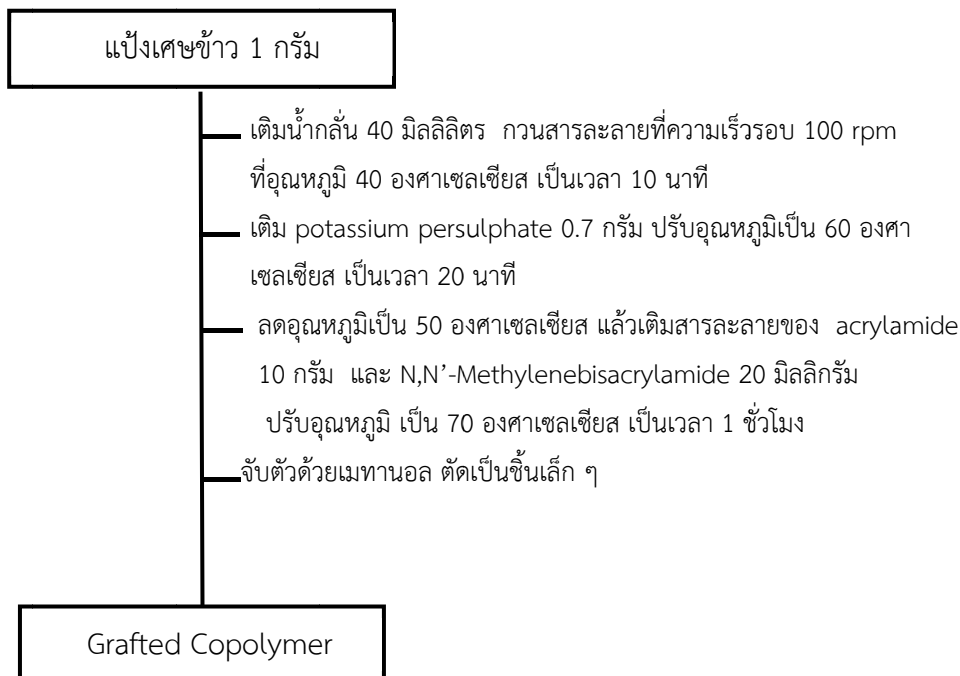 แป้งเศษข้าว 1 กรัม
เติมน้ำกลั่น 40 มิลลิลิตร กวนสารละลายที่ความเร็วรอบ 100 rpm
ที่อุณหภูมิ 40 องศาเซลเซียส เป็นเวลา 10 นาที
เติม potassium persulphate 0.7 กรัม ปรับอุณหภูมิเป็น 60 องศา
เซลเซียส เป็นเวลา 20 นาที
ลดอุณหภูมิเป็น 50 องศาเซลเซียส แล้วเติมสารละลายของ acrylamide
10 กรัม และ N,N’-Methylenebisacrylamide 20 มิลลิกรัม
ปรับอุณหภูมิ เป็น 70 องศาเซลเซียส เป็นเวลา 1 ชั่วโมง
จับตัวด้วยเมทานอล ตัดเป็นชิ้นเล็ก ๆ
Grafted Copolymer